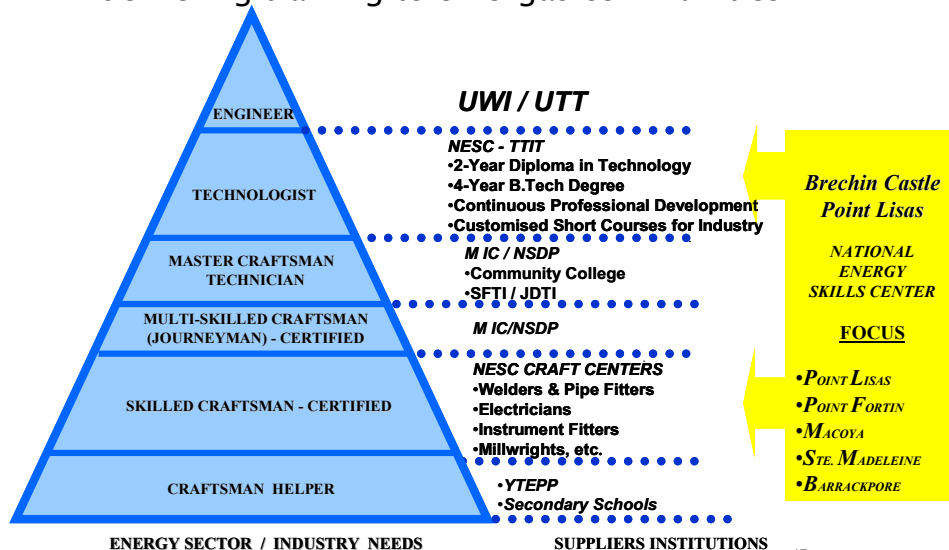 ENGINEER
TECHNOLOGIST
MASTER CRAFTSMAN
TECHNICIAN
MULTI-SKILLED CRAFTSMAN
(JOURNEYMAN) - CERTIFIED
SKILLED CRAFTSMAN - CERTIFIED
CRAFTSMAN HELPER
ENERGY SECTOR / INDUSTRY NEEDS
UWI / UTT
NESC - TTIT
•2-Year Diploma in Technology
•4-Year B.Tech Degree
•Continuous Professional Development
•Customised Short Courses for Industry
MIC / NSDP
•Community College
•SFTI / JDTI
MIC/NSDP
NESC CRAFT CENTERS
•Welders & Pipe Fitters
•Electricians
•Instrument Fitters
•Millwrights, etc.
•YTEPP
•Secondary Schools
SUPPLIERS INSTITUTIONS
Brechin Castle
Point Lisas
NATIONAL
ENERGY
SKILLS CENTER
FOCUS
•POINT LISAS
•POINT FORTIN
•MACOYA
•STE. MADELEINE
•BARRACKPORE